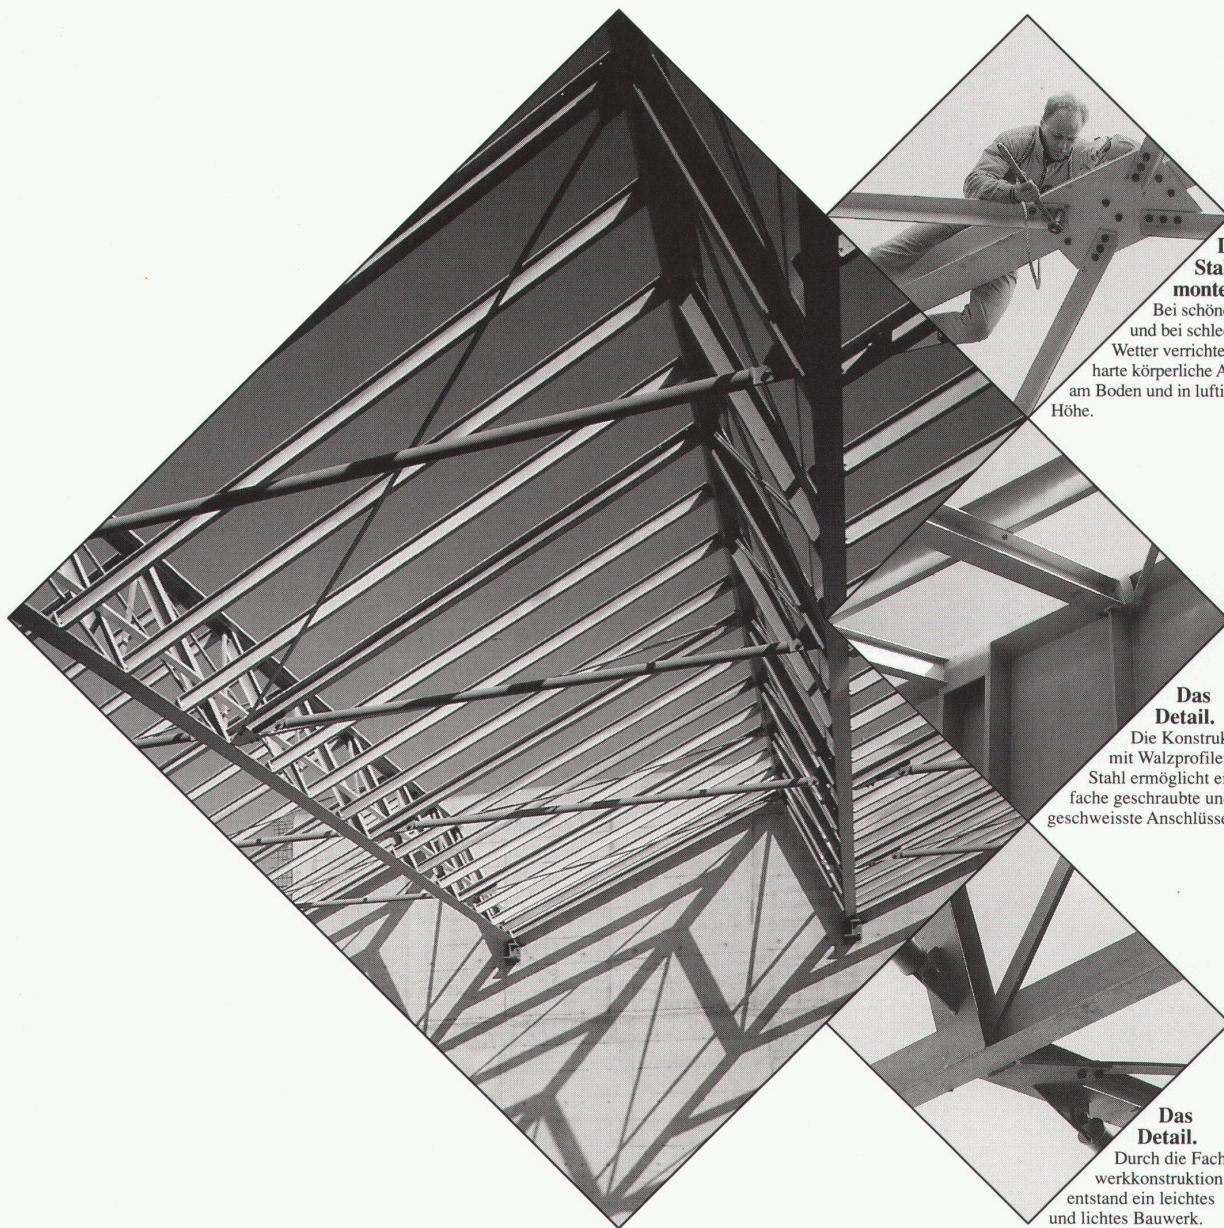 Bei schön
und bei schle
Wetter verrichte
harte körperliche A
am Boden und in lufti
Höhe.
Das
Detail.
Die Konstruk
mit Walzprofile
Stahl ermöglicht ei
fache geschraubte un
geschweisste Anschlüsse
Das
Detail.
Durch die Fach
werkkonstruktion
entstand ein leichtes
und lichtes Bauwerk.